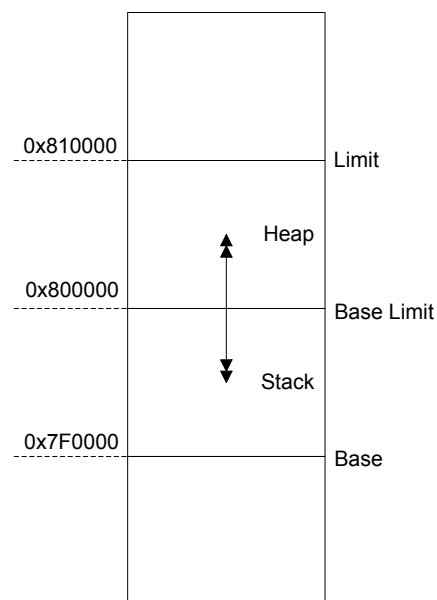 0x810000
Limit
Heap
0x800000
Base Limit
Stack
0x7F0000
Base